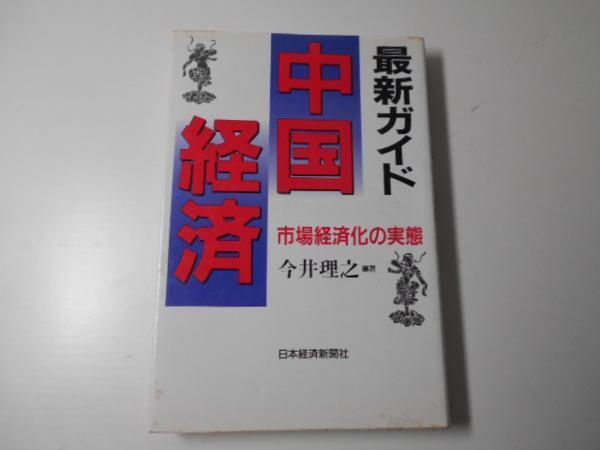 最新ガイド
中国
経済
市場経済化の実態
今井理之 編著
日本経済新聞社